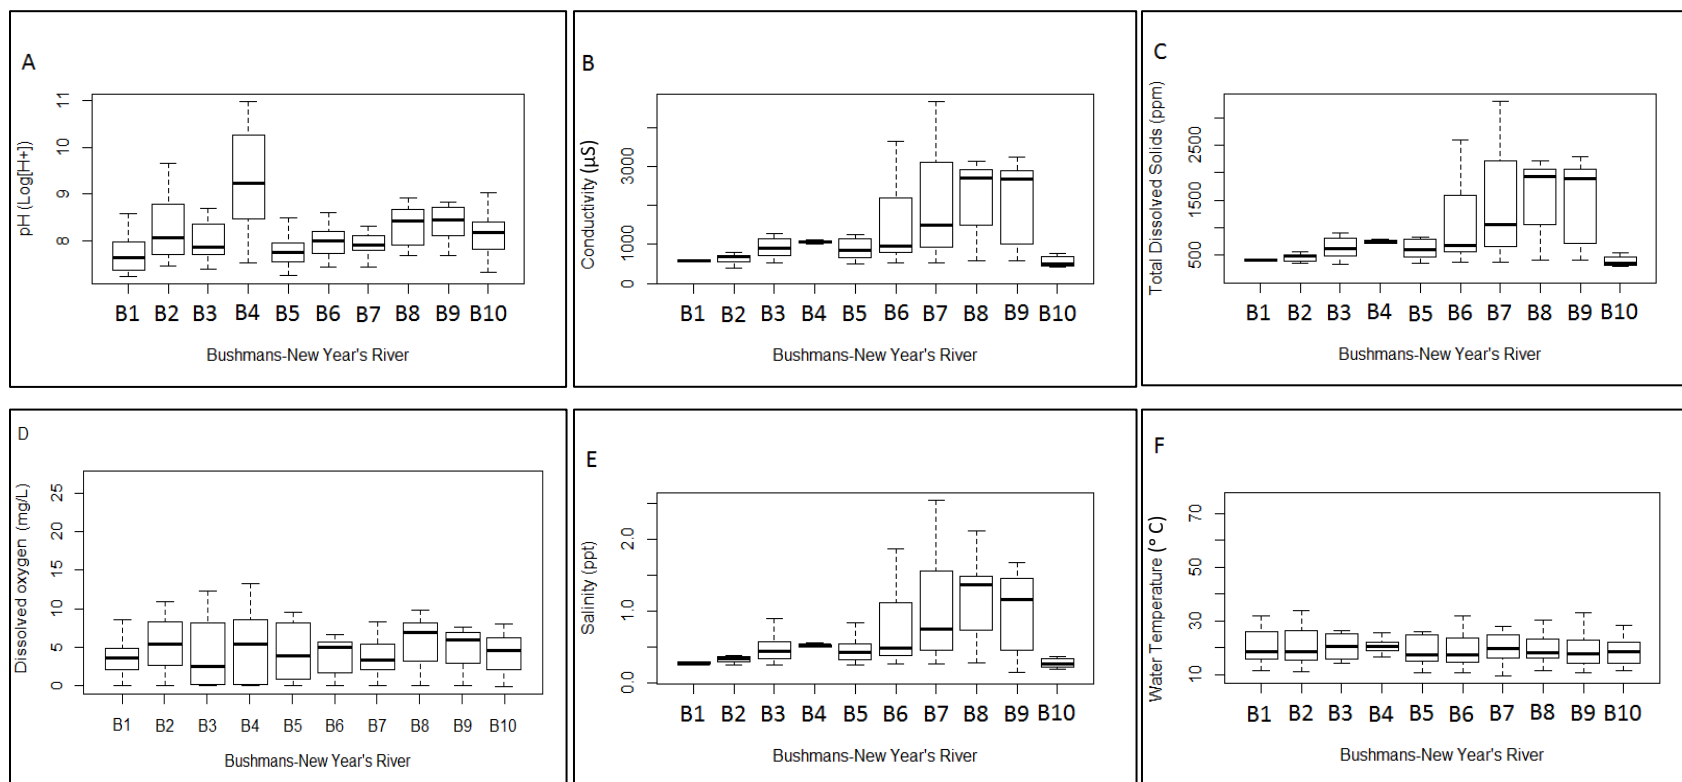 A
pH (Log[H+])
11
10
9
8
B1 B2 B3 B4 B5 B6 B7 B8 B9 B10
Bushmans-New Year's River
B
Conductivity (µS)
3000
1000
0
B1 B2 B3 B4 B5 B6 B7 B8 B9 B10
Bushmans-New Year's River
C
Total Dissolved Solids (ppm)
2500
1500
500
B1 B2 B3 B4 B5 B6 B7 B8 B9 B10
Bushmans-New Year's River
D
Dissolved oxygen (mg/L)
25
20
15
10
5
0
B1 B2 B3 B4 B5 B6 B7 B8 B9 B10
Bushmans-New Year's River
E
Salinity (ppt)
2.0
1.0
0.0
B1 B2 B3 B4 B5 B6 B7 B8 B9 B10
Bushmans-New Year's River
F
Water Temperature (° C)
70
50
30
10
B1 B2 B3 B4 B5 B6 B7 B8 B9 B10
Bushmans-New Year's River